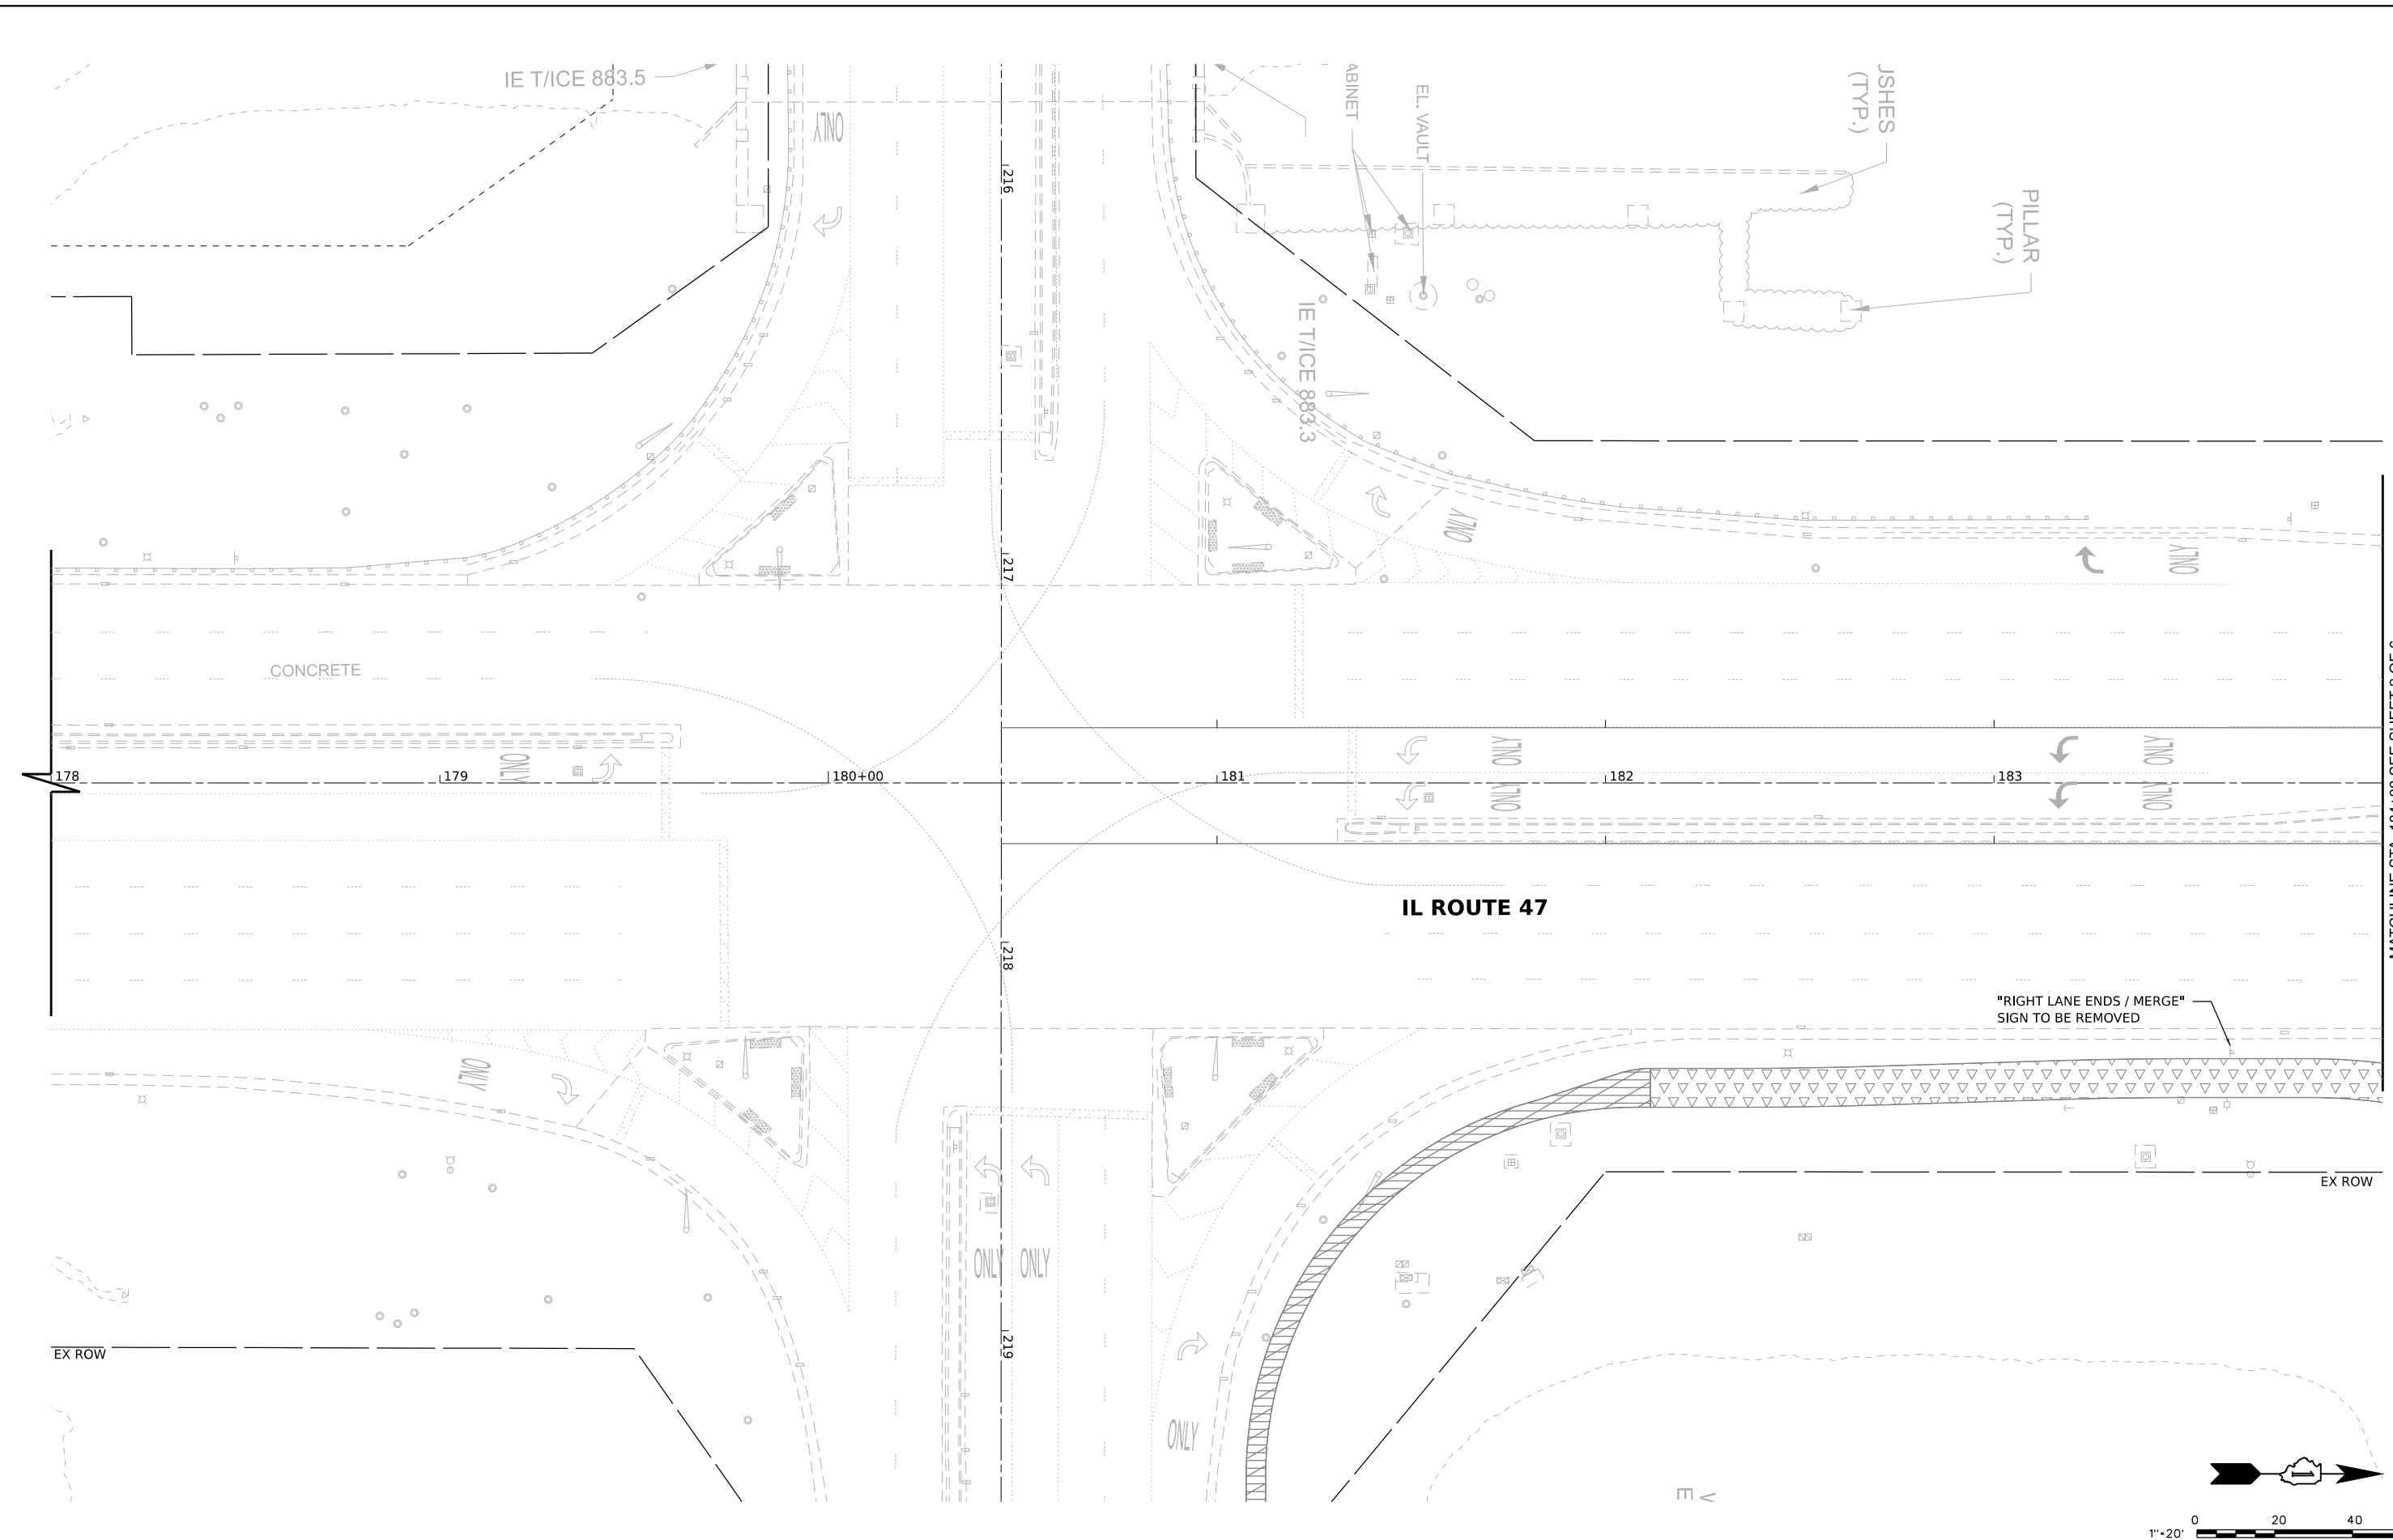 IE T/ICE 883.5
ONLY
216
EL. VAULT
(TYP.)
PILLAR
(TYP.)
IE T/ICE 883.3
ONLY
217
ONLY
CONCRETE
ONLY
ONLY
ONLY
ONLY
ONLY
178
179
180+00
181
182
183
IL ROUTE 47
218
"RIGHT LANE ENDS / MERGE"
SIGN TO BE REMOVED
ONLY
EX ROW
ONLY
ONLY
219
EX ROW
ONLY
0
20
40
1"=20'